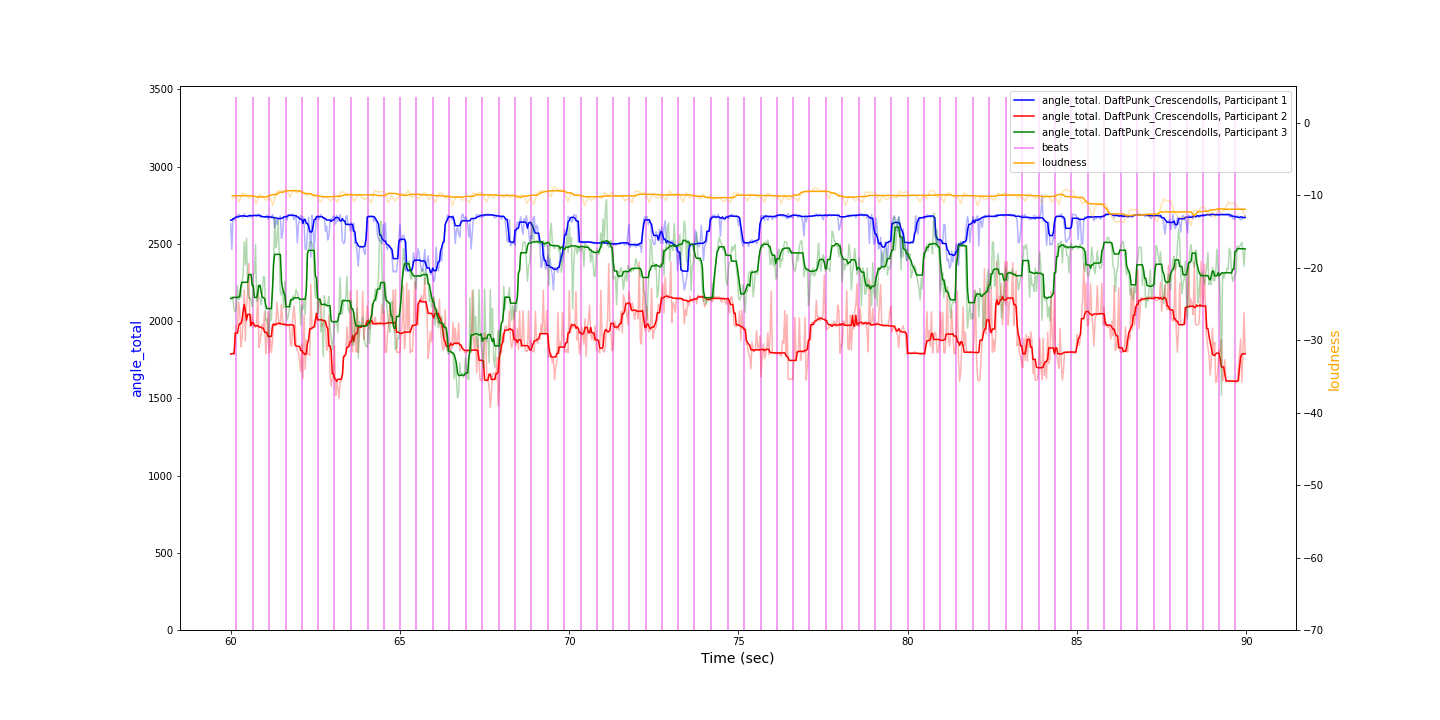 3500
3000
2500
2000
1500
1000
500
0
angle_total
angle_total. DaftPunk_Crescendolls, Participant 1
angle_total. DaftPunk_Crescendolls, Participant 2
angle_total. DaftPunk_Crescendolls, Participant 3
beats
loudness
0
−10
−20
−30
−40
−50
−60
−70
loudness
60
65
70
75
80
85
90
Time (sec)